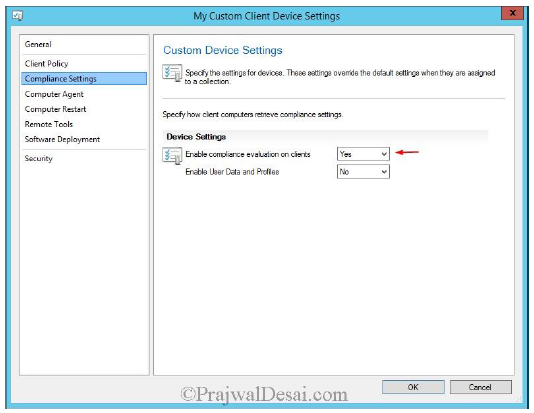 My Custom Client Device Settings
x
General
Client Policy
Compliance Settings
Computer Agent
Computer Restart
Remote Tools
Software Deployment
Security
Custom Device Settings
Specify the settings for devices. These settings override the default settings when they are assigned
to a collection.
Specify how client computers retrieve compliance settings.
Device Settings
Enable compliance evaluation on clients
Yes
Enable User Data and Profiles
No
OK
Cancel
©PrajwalDesai.com